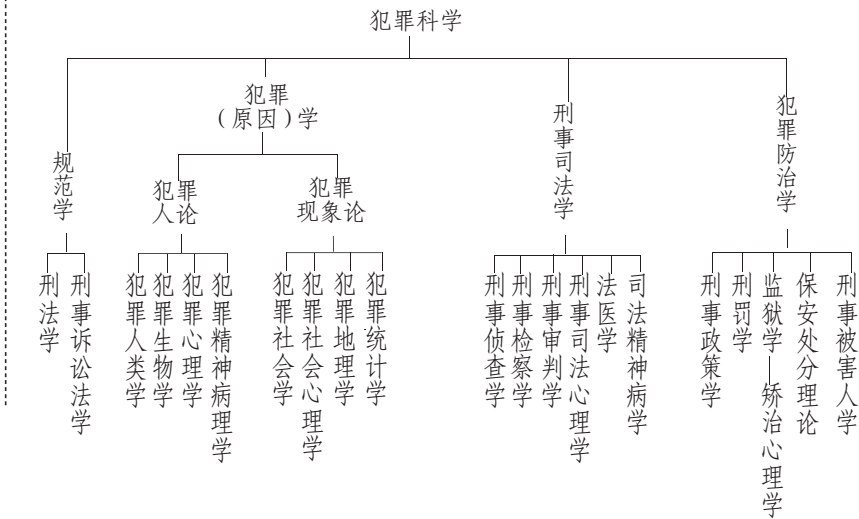 犯罪科学
规范学
犯罪
(原因)学
刑事司法学
犯罪防治学
犯罪
人论
犯罪
现象论
刑法学
刑事诉讼法学
犯罪人类学
犯罪生物学
犯罪心理学
犯罪精神病理学
犯罪社会学
犯罪社会心理学
犯罪地理学
犯罪统计学
刑事侦查学
刑事检察学
刑事审判学
刑事司法心理学
法医学
司法精神病学
刑事政策学
刑罚学
监狱学—矫治心理学
保安处分理论
刑事被害人学